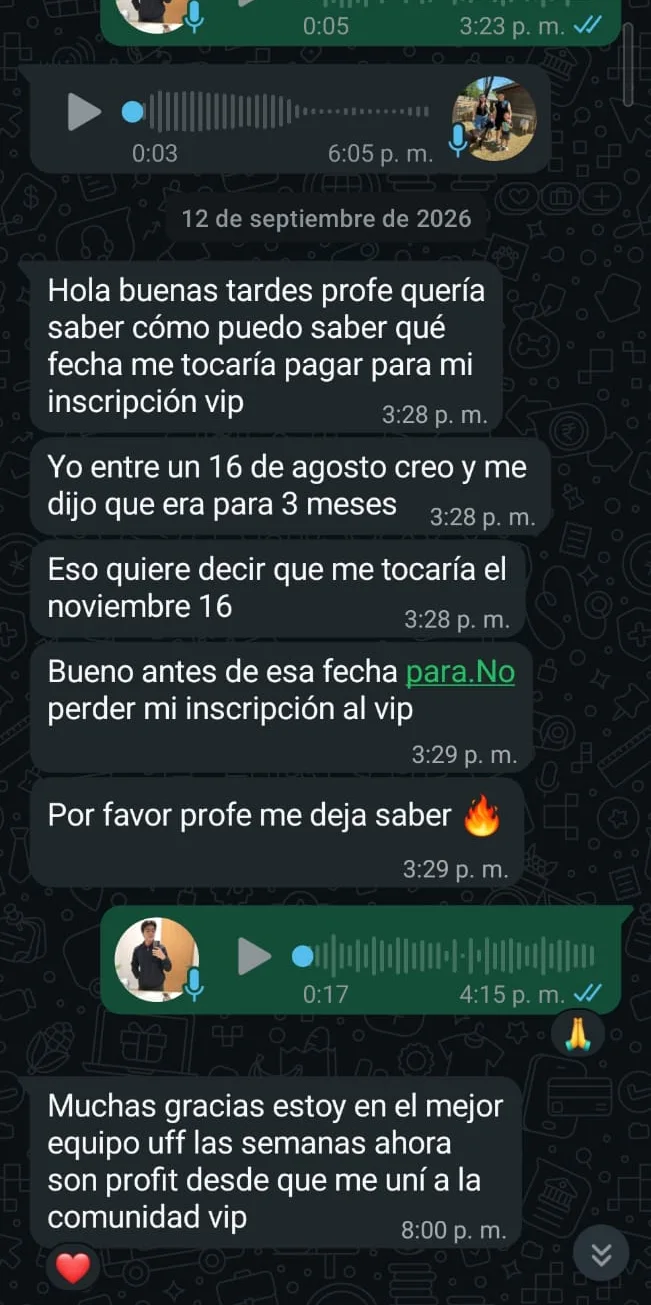 0:05 3:23 p. m.
0:03 6:05 p. m.
12 de septiembre de 2026
Hola buenas tardes profe quería
saber cómo puedo saber qué
fecha me tocaría pagar para mi
inscripción vip
3:28 p. m.
Yo entre un 16 de agosto creo y me
dijo que era para 3 meses
3:28 p. m.
Eso quiere decir que me tocaría el
noviembre 16
3:28 p. m.
Bueno antes de esa fecha para.No
perder mi inscripción al vip
3:29 p. m.
Por favor profe me deja saber 🔥
3:29 p. m.
0:17 4:15 p. m.
Muchas gracias estoy en el mejor
equipo uff las semanas ahora
son profit desde que me uní a la
comunidad vip
8:00 p. m.